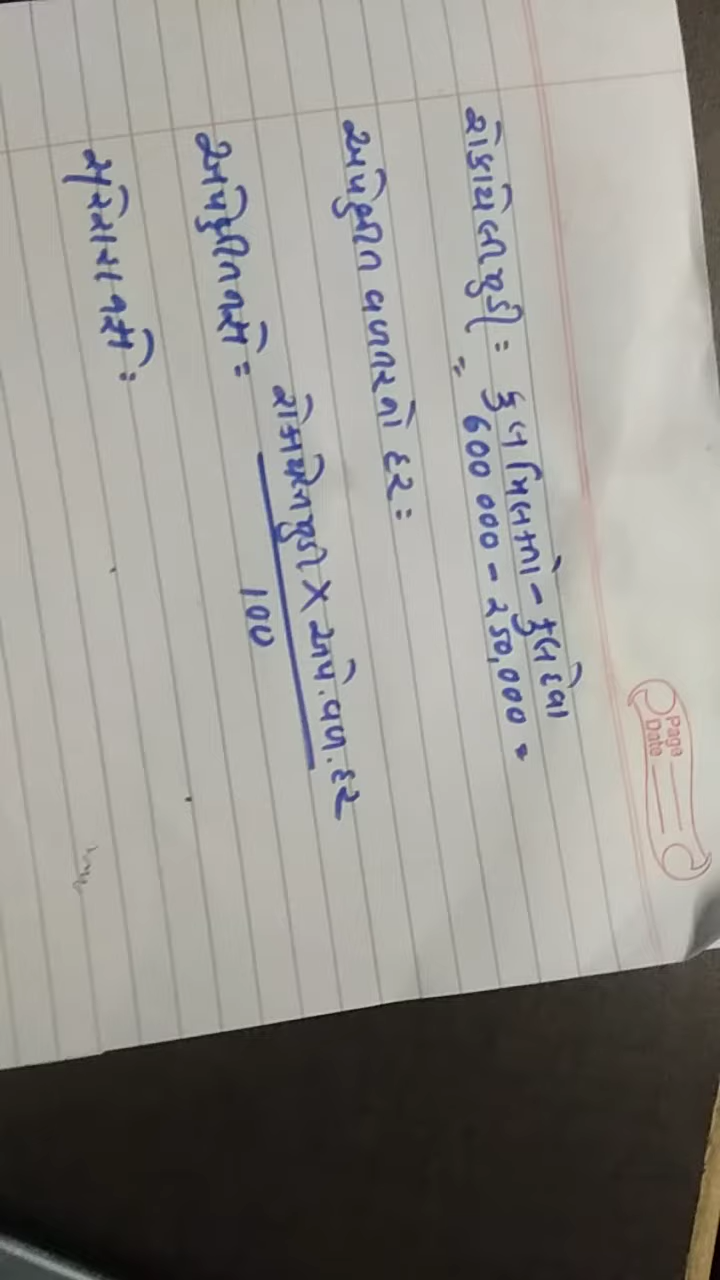 Page
Date
રોકાયેલી મૂડી = કુલ મિલકતો - કુલ દેવા
= 600 000 - 250,000 =
અપેક્ષિત વળતરનો દર =
અપેક્ષિત નફો = રોકાયેલ મૂડી × અપે. વળ. દર
100
સરેરાશ નફો =